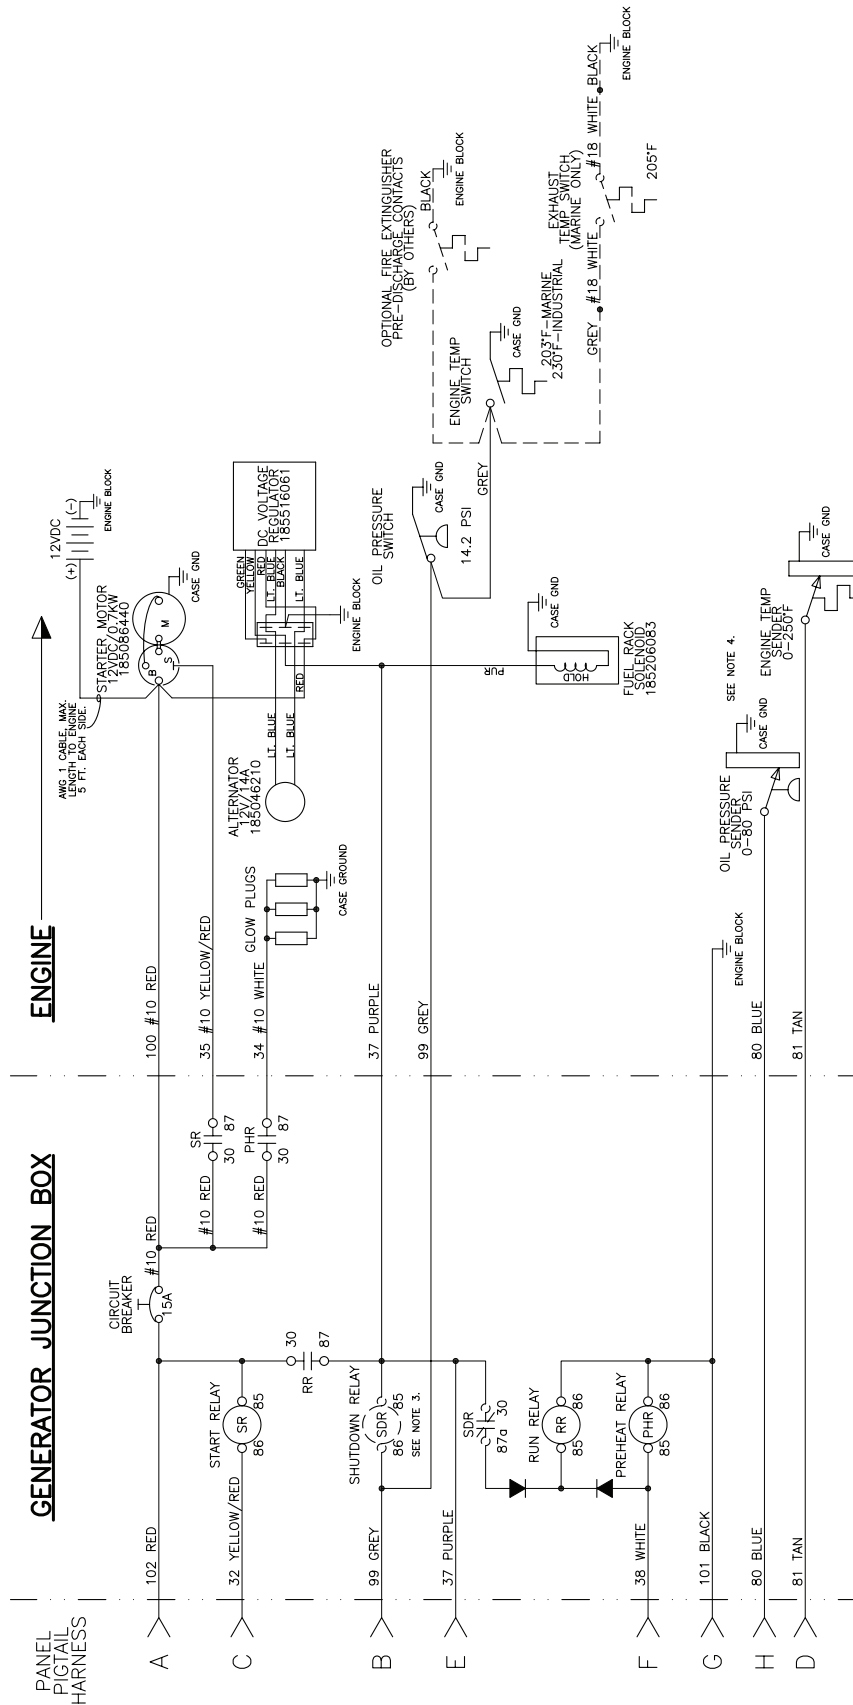 PANEL
PIGTAIL
HARNESS
GENERATOR JUNCTION BOX
ENGINE
A
102 RED
CIRCUIT
BREAKER
15A
#10 RED
100 #10 RED
AWG 1 CABLE, MAX.
LENGTH TO ENGINE
5 FT. EACH SIDE.
STARTER MOTOR
12VDC/0.7KW
185086440
B
S
M
CASE GND
12VDC
(+)
(-)
ENGINE BLOCK
C
32 YELLOW/RED
START RELAY
86
SR
85
#10 RED
SR
30
87
35 #10 YELLOW/RED
#10 RED
PHR
30
87
34 #10 WHITE
GLOW PLUGS
CASE GROUND
ALTERNATOR
12V/14A
185046210
LT. BLUE
LT. BLUE
RED
GREEN
YELLOW
RED
LT. BLUE
BLACK
LT. BLUE
DC VOLTAGE
REGULATOR
185516061
ENGINE BLOCK
30
RR
87
B
99 GREY
SHUTDOWN RELAY
86
SDR
85
SEE NOTE 3.
37 PURPLE
99 GREY
OIL PRESSURE
SWITCH
CASE GND
14.2 PSI
GREY
OPTIONAL FIRE EXTINGUISHER
PRE-DISCHARGE CONTACTS
(BY OTHERS)
BLACK
ENGINE BLOCK
ENGINE TEMP
SWITCH
CASE GND
203°F-MARINE
230°F-INDUSTRIAL
EXHAUST
TEMP SWITCH
(MARINE ONLY)
GREY
#18 WHITE
#18 WHITE
BLACK
ENGINE BLOCK
205°F
E
37 PURPLE
SDR
87a
30
PUR
HOLD
CASE GND
FUEL RACK
SOLENOID
185206083
RUN RELAY
85
RR
86
F
38 WHITE
PREHEAT RELAY
85
PHR
86
G
101 BLACK
ENGINE BLOCK
H
80 BLUE
80 BLUE
OIL PRESSURE
SENDER
0-80 PSI
CASE GND
SEE NOTE 4.
D
81 TAN
81 TAN
ENGINE TEMP
SENDER
0-250°F
CASE GND